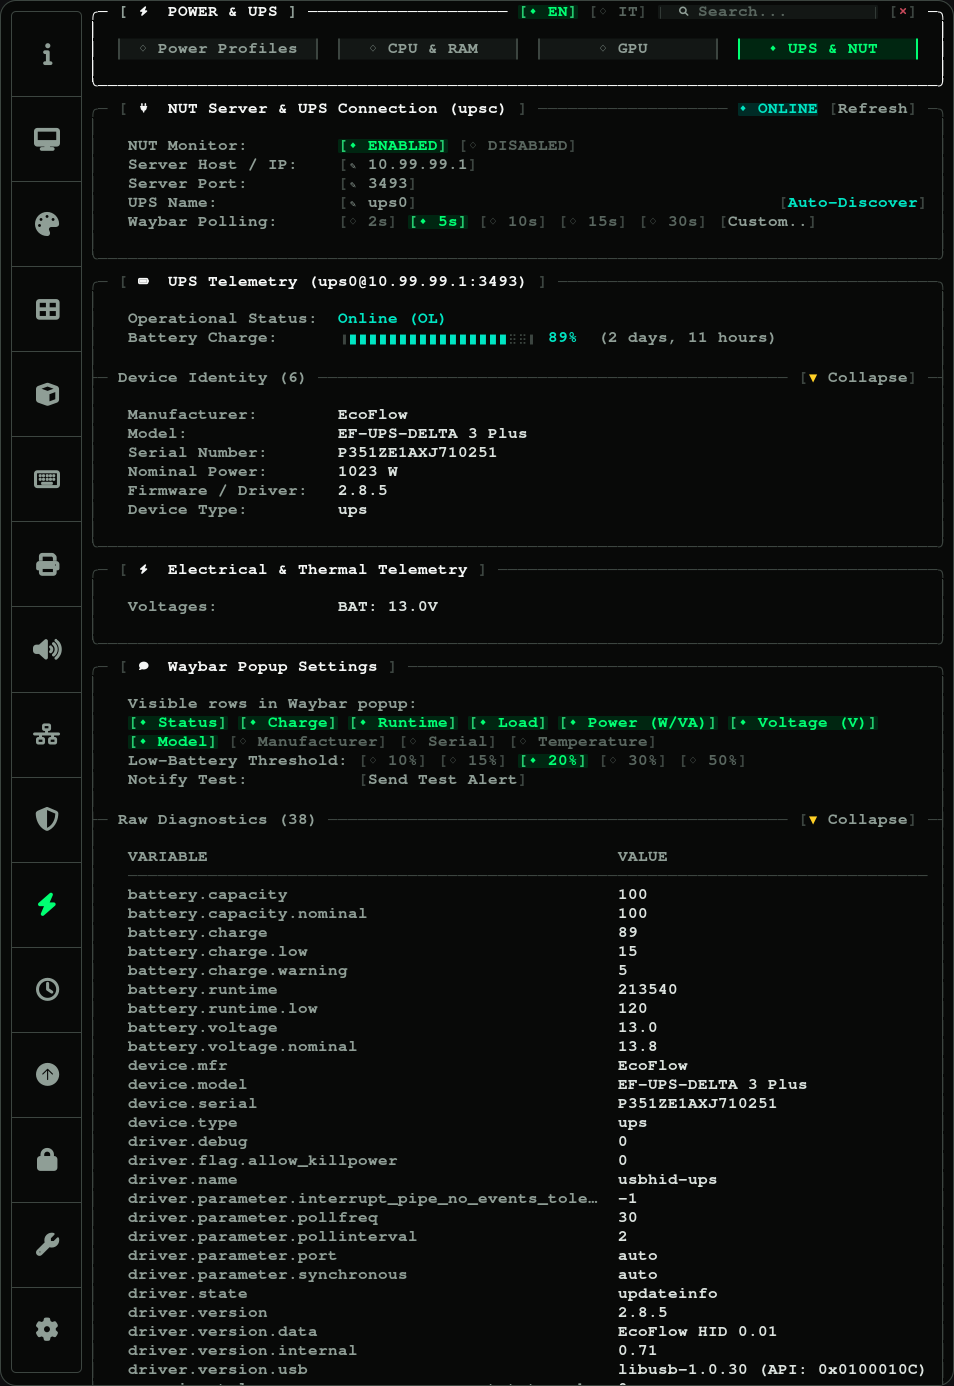 [ POWER & UPS ] [♦ EN] [♢ IT] Search... [×]
♢ Power Profiles ♢ CPU & RAM ♢ GPU ♦ UPS & NUT
[ NUT Server & UPS Connection (upsc) ] ♦ ONLINE [Refresh]
NUT Monitor: [♦ ENABLED] [♢ DISABLED]
Server Host / IP: [✎ 10.99.99.1]
Server Port: [✎ 3493]
UPS Name: [✎ ups0] [Auto-Discover]
Waybar Polling: [♢ 2s] [♦ 5s] [♢ 10s] [♢ 15s] [♢ 30s] [Custom..]
[ UPS Telemetry (ups0@10.99.99.1:3493) ]
Operational Status: Online (OL)
Battery Charge: 89% (2 days, 11 hours)
Device Identity (6) [▼ Collapse]
Manufacturer: EcoFlow
Model: EF-UPS-DELTA 3 Plus
Serial Number: P351ZE1AXJ710251
Nominal Power: 1023 W
Firmware / Driver: 2.8.5
Device Type: ups
[ Electrical & Thermal Telemetry ]
Voltages: BAT: 13.0V
[ Waybar Popup Settings ]
Visible rows in Waybar popup:
[♦ Status] [♦ Charge] [♦ Runtime] [♦ Load] [♦ Power (W/VA)] [♦ Voltage (V)]
[♦ Model] [♢ Manufacturer] [♢ Serial] [♢ Temperature]
Low-Battery Threshold: [♢ 10%] [♢ 15%] [♦ 20%] [♢ 30%] [♢ 50%]
Notify Test: [Send Test Alert]
Raw Diagnostics (38) [▼ Collapse]
VARIABLE VALUE
battery.capacity 100
battery.capacity.nominal 100
battery.charge 89
battery.charge.low 15
battery.charge.warning 5
battery.runtime 213540
battery.runtime.low 120
battery.voltage 13.0
battery.voltage.nominal 13.8
device.mfr EcoFlow
device.model EF-UPS-DELTA 3 Plus
device.serial P351ZE1AXJ710251
device.type ups
driver.debug 0
driver.flag.allow_killpower 0
driver.name usbhid-ups
driver.parameter.interrupt_pipe_no_events_tole… -1
driver.parameter.pollfreq 30
driver.parameter.pollinterval 2
driver.parameter.port auto
driver.parameter.synchronous auto
driver.state updateinfo
driver.version 2.8.5
driver.version.data EcoFlow HID 0.01
driver.version.internal 0.71
driver.version.usb libusb-1.0.30 (API: 0x0100010C)